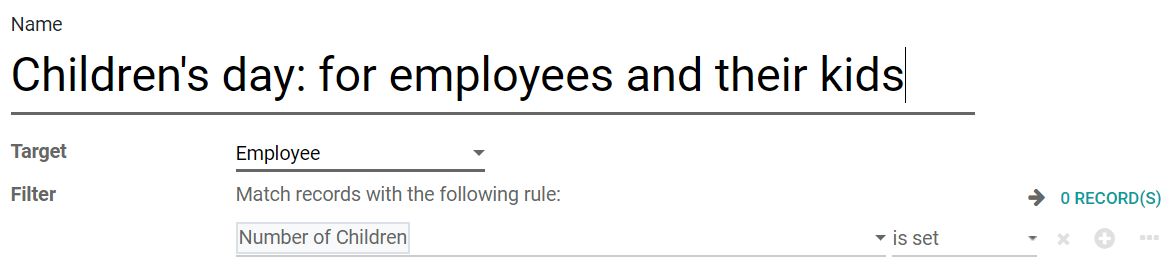 Name
Children's day: for employees and their kids
Target Employee
Filter Match records with the following rule: 0 RECORD(S)
Number of Children is set